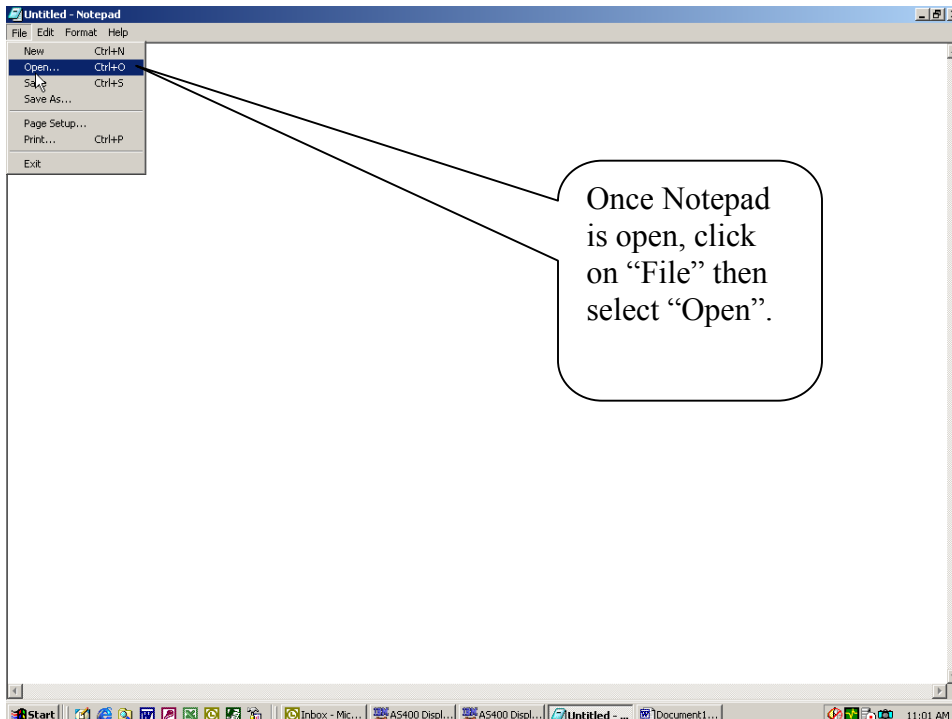 Untitled - Notepad
File Edit Format Help
New Ctrl+N
Open... Ctrl+O
Save Ctrl+S
Save As...
Page Setup...
Print... Ctrl+P
Exit
Once Notepad
is open, click
on “File” then
select “Open”.
Start Inbox - Mic... AS400 Displ... AS400 Displ... Untitled - ... Document1... 11:01 AM